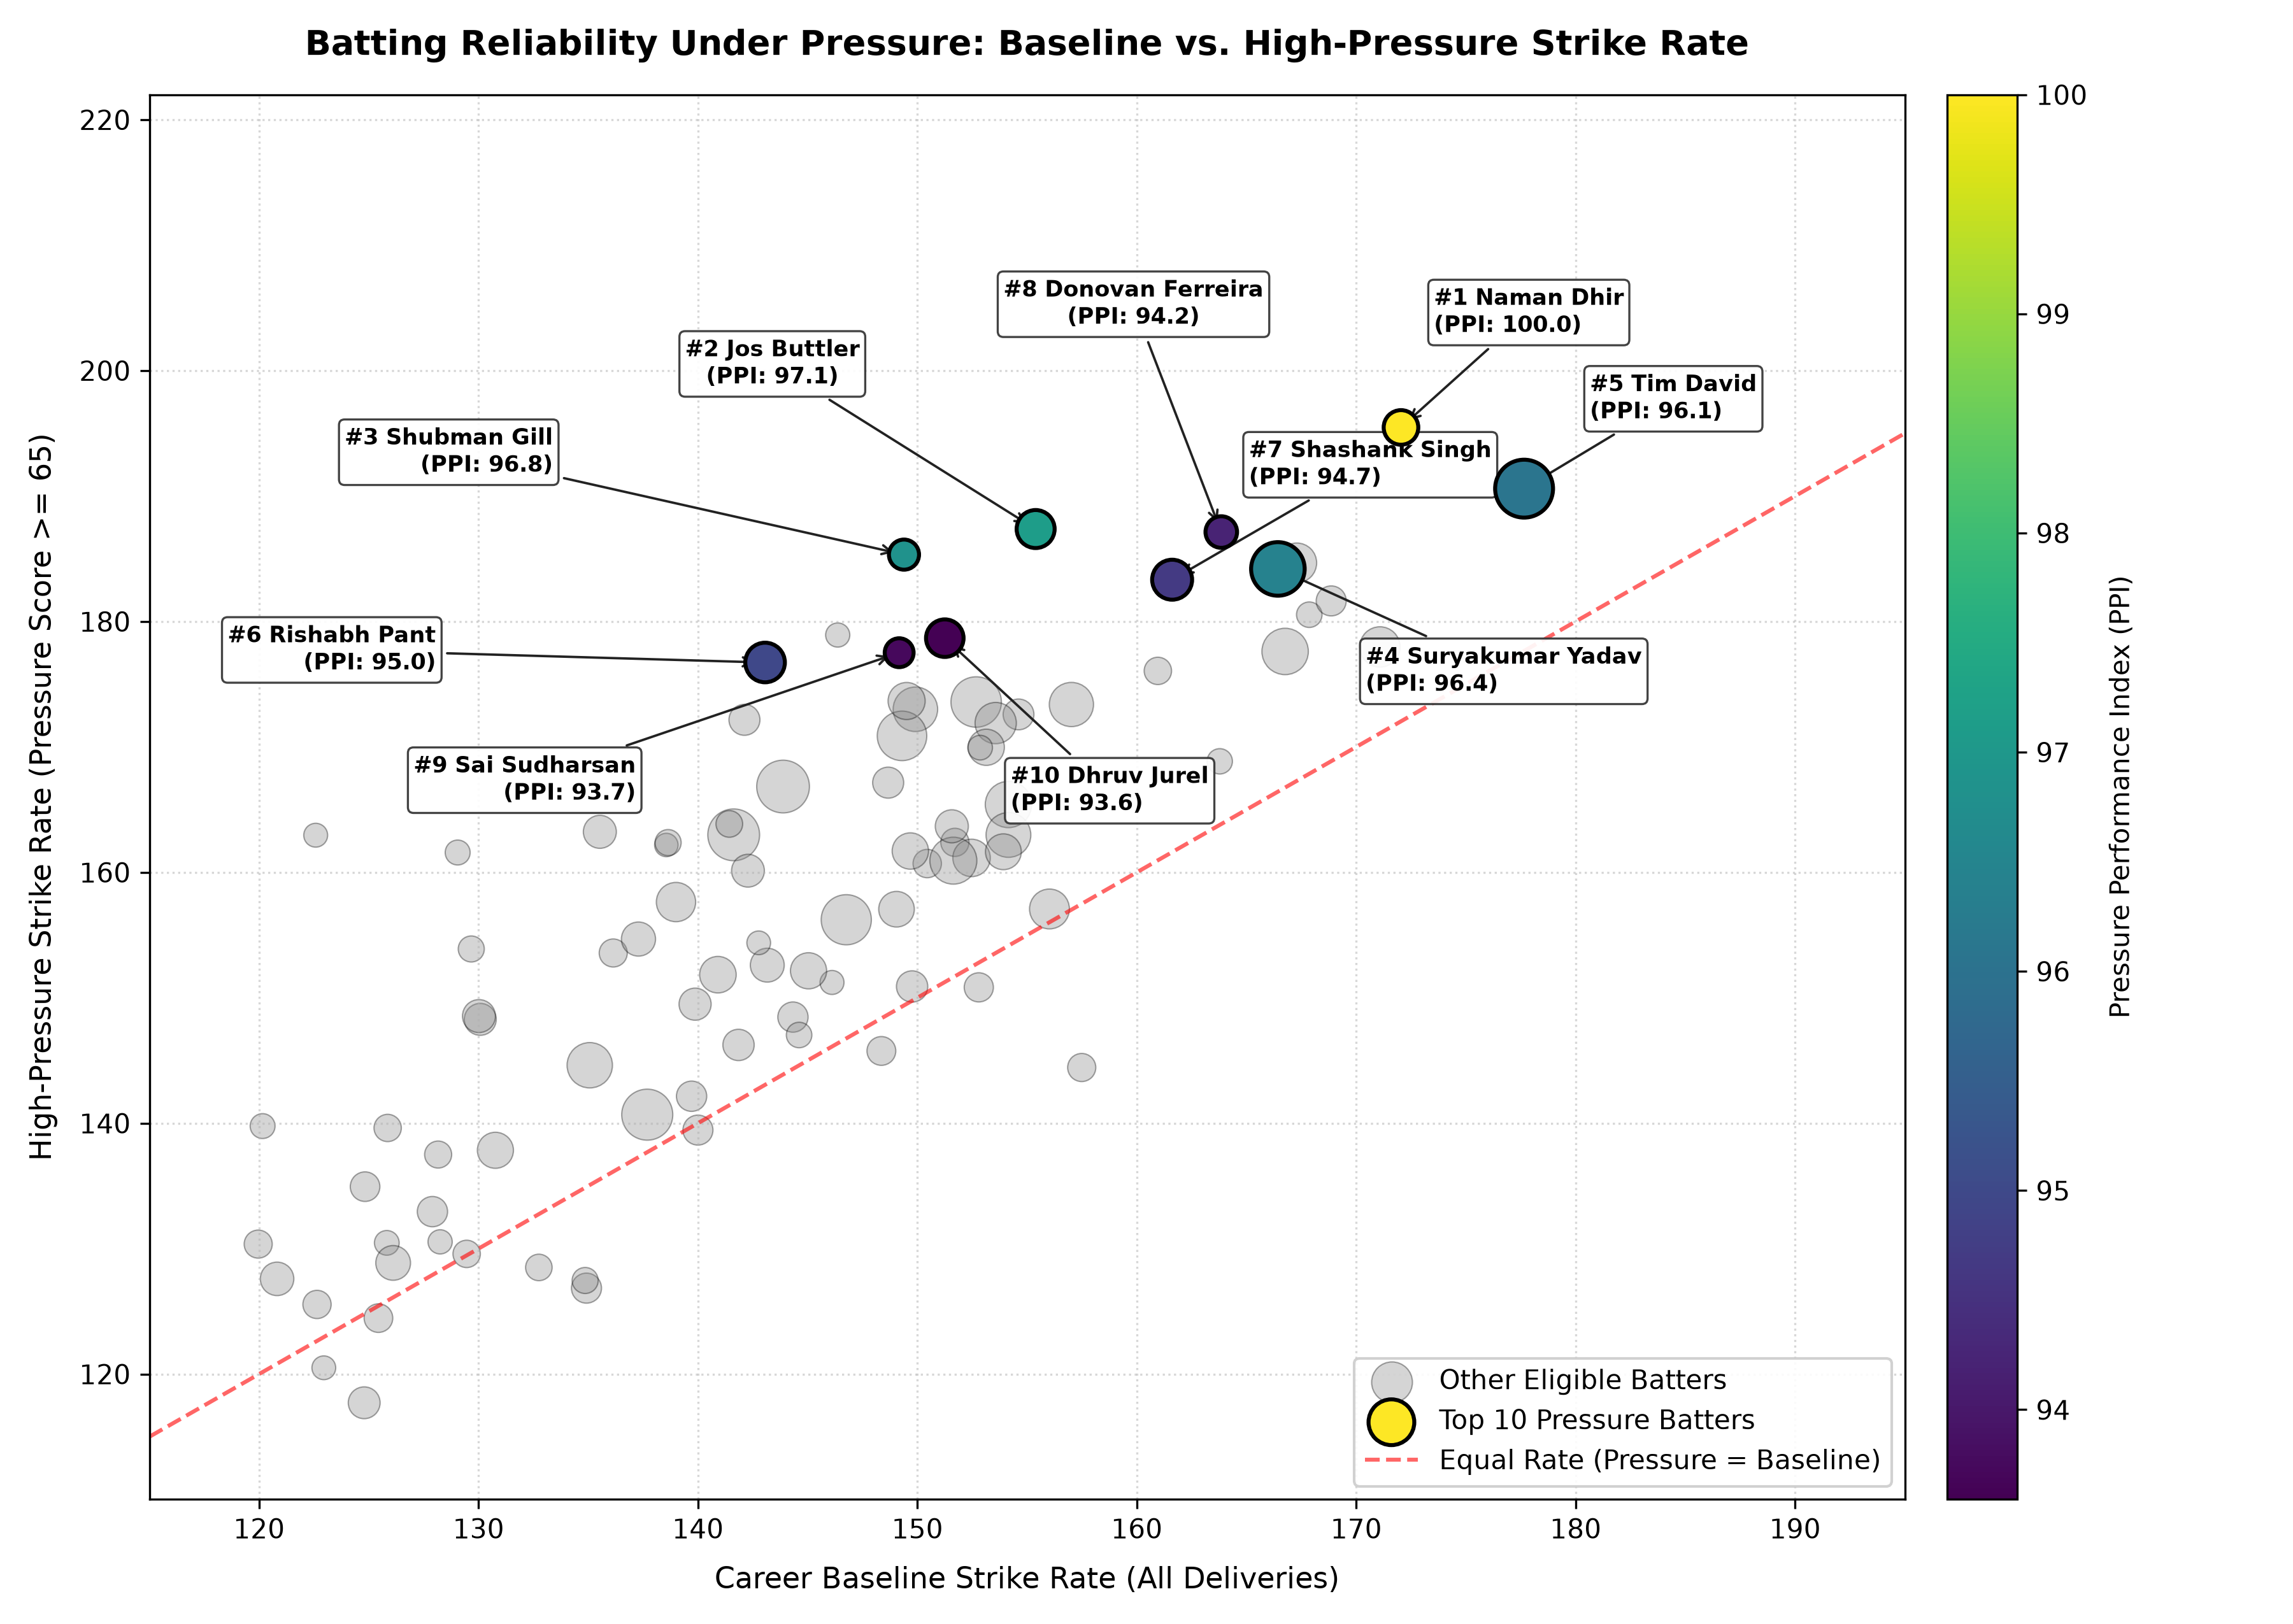 Batting Reliability Under Pressure: Baseline vs. High-Pressure Strike Rate
High-Pressure Strike Rate (Pressure Score >= 65)
220
200
180
160
140
120
#8 Donovan Ferreira
(PPI: 94.2)
#1 Naman Dhir
(PPI: 100.0)
#2 Jos Buttler
(PPI: 97.1)
#5 Tim David
(PPI: 96.1)
#3 Shubman Gill
(PPI: 96.8)
#7 Shashank Singh
(PPI: 94.7)
#6 Rishabh Pant
(PPI: 95.0)
#4 Suryakumar Yadav
(PPI: 96.4)
#9 Sai Sudharsan
(PPI: 93.7)
#10 Dhruv Jurel
(PPI: 93.6)
Other Eligible Batters
Top 10 Pressure Batters
Equal Rate (Pressure = Baseline)
120
130
140
150
160
170
180
190
Career Baseline Strike Rate (All Deliveries)
100
99
98
97
96
95
94
Pressure Performance Index (PPI)